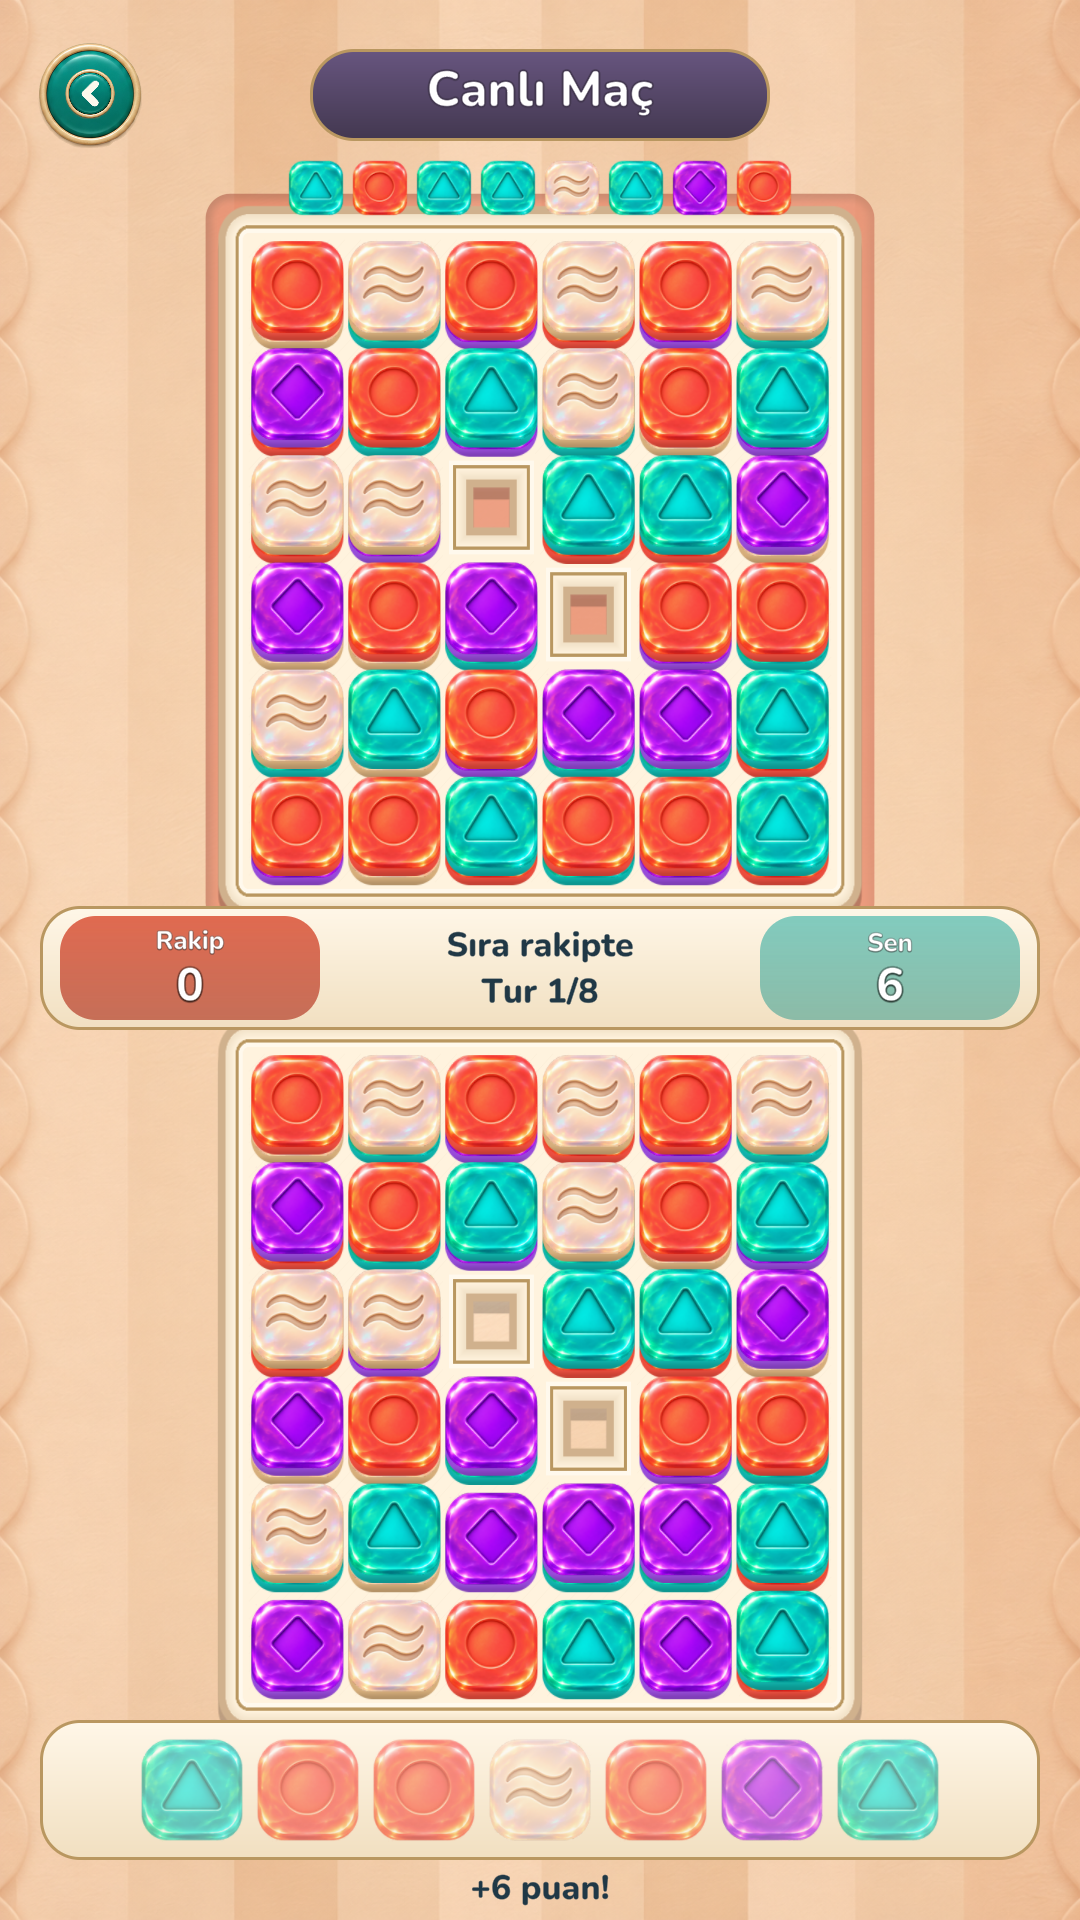 Canlı Maç
Rakip
0
Sıra rakipte
Tur 1/8
Sen
6
+6 puan!